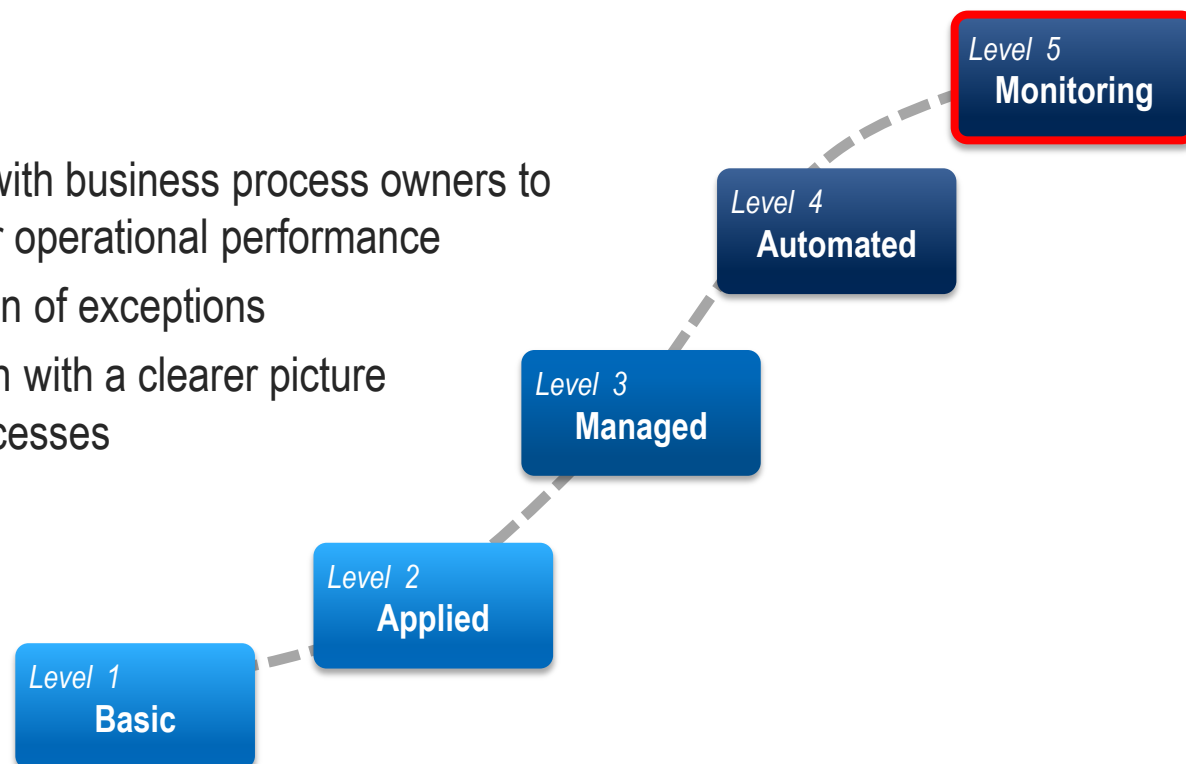 Level 5
Monitoring
with business process owners to
operational performance
Level 4
Automated
of exceptions
with a clearer picture
Level 3
Managed
Level 2
Applied
Level 1
Basic